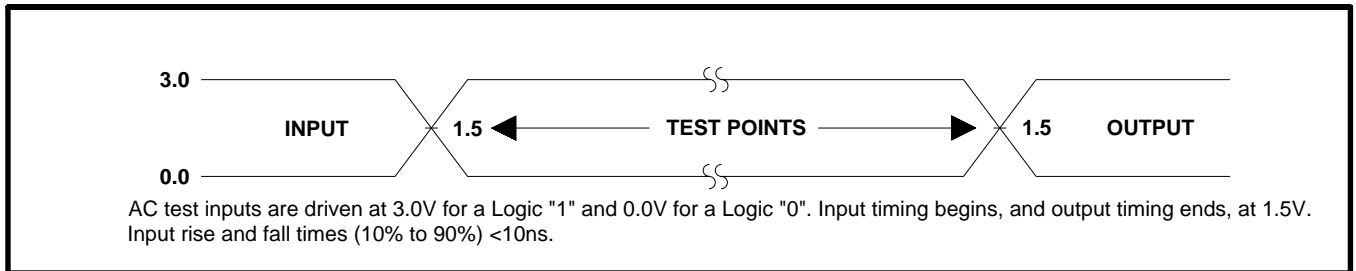 3.0
INPUT 1.5 TEST POINTS 1.5 OUTPUT
0.0
AC test inputs are driven at 3.0V for a Logic "1" and 0.0V for a Logic "0". Input timing begins, and output timing ends, at 1.5V.
Input rise and fall times (10% to 90%) <10ns.